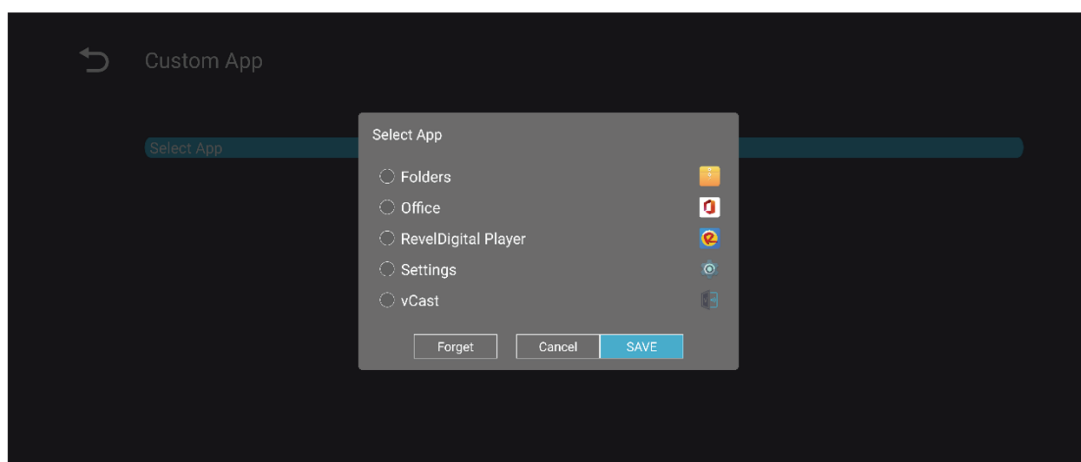 Custom App
Select App
Select App
Folders
Office
RevelDigital Player
Settings
vCast
Forget
Cancel
SAVE